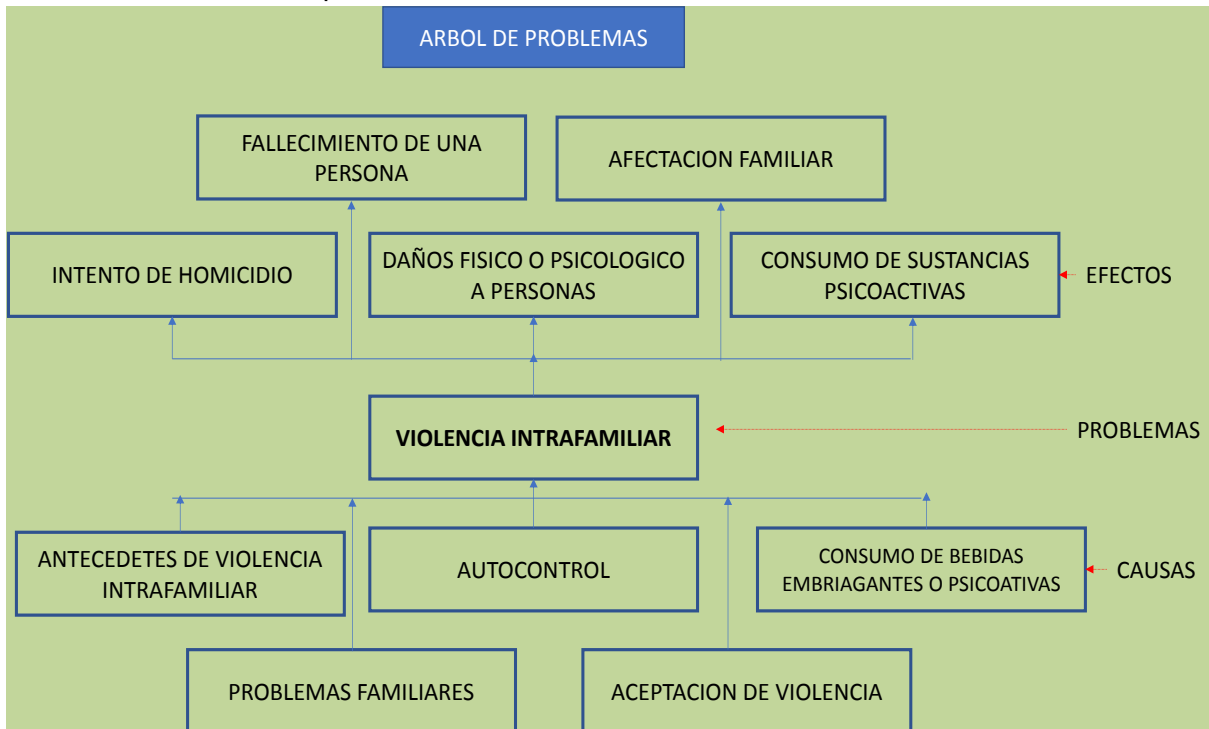 ARBOL DE PROBLEMAS
FALLECIMIENTO DE UNA
PERSONA
AFECTACION FAMILIAR
INTENTO DE HOMICIDIO
DAÑOS FISICO O PSICOLOGICO
A PERSONAS
CONSUMO DE SUSTANCIAS
PSICOACTIVAS
EFECTOS
VIOLENCIA INTRAFAMILIAR
PROBLEMAS
ANTECEDETES DE VIOLENCIA
INTRAFAMILIAR
AUTOCONTROL
CONSUMO DE BEBIDAS
EMBRIAGANTES O PSICOATIVAS
CAUSAS
PROBLEMAS FAMILIARES
ACEPTACION DE VIOLENCIA